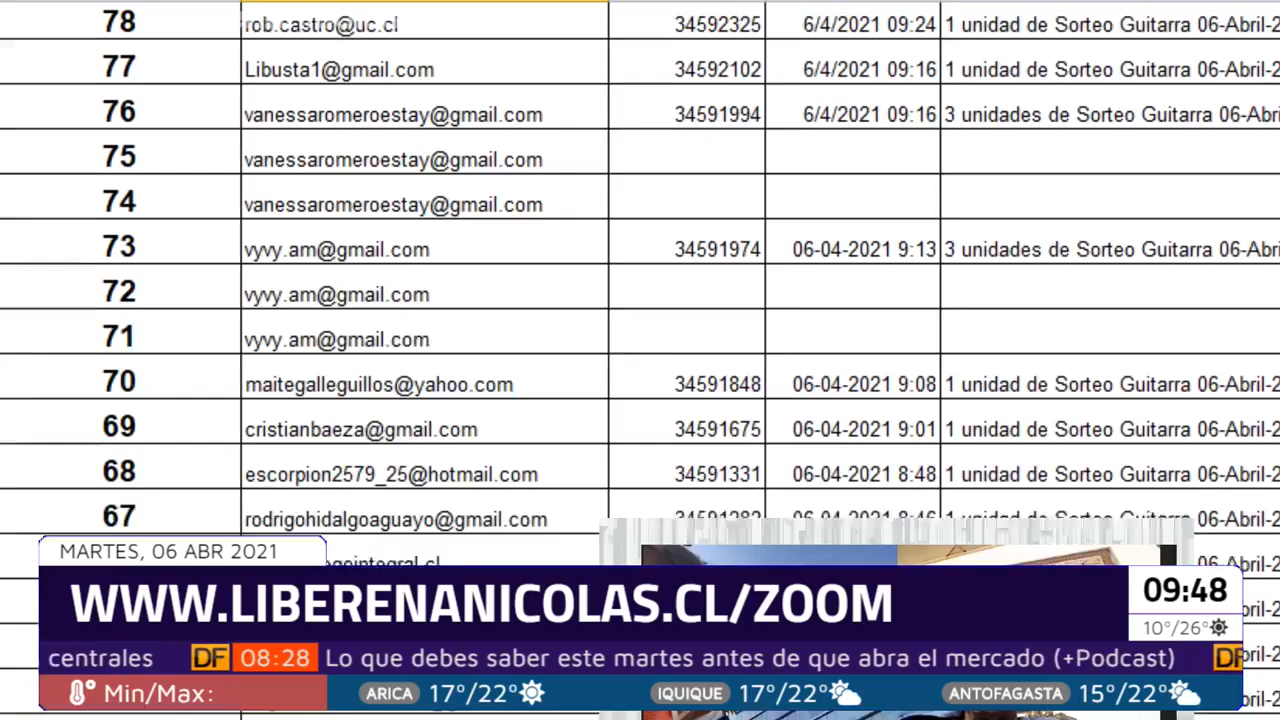 78 rob.castro@uc.cl 34592325 6/4/2021 09:24 1 unidad de Sorteo Guitarra 06-Abril-2
77 Libusta1@gmail.com 34592102 6/4/2021 09:16 1 unidad de Sorteo Guitarra 06-Abril-2
76 vanessaromeroestay@gmail.com 34591994 6/4/2021 09:16 3 unidades de Sorteo Guitarra 06-Abri
75 vanessaromeroestay@gmail.com
74 vanessaromeroestay@gmail.com
73 vyvy.am@gmail.com 34591974 06-04-2021 9:13 3 unidades de Sorteo Guitarra 06-Abri
72 vyvy.am@gmail.com
71 vyvy.am@gmail.com
70 maitegalleguillos@yahoo.com 34591848 06-04-2021 9:08 1 unidad de Sorteo Guitarra 06-Abril-2
69 cristianbaeza@gmail.com 34591675 06-04-2021 9:01 1 unidad de Sorteo Guitarra 06-Abril-2
68 escorpion2579_25@hotmail.com 34591331 06-04-2021 8:48 1 unidad de Sorteo Guitarra 06-Abril-2
67 rodrigohidalgoaguayo@gmail.com 1 unidad de Sorteo Guitarra 06-Abril-2
MARTES, 06 ABR 2021
WWW.LIBERENANICOLAS.CL/ZOOM
09:48
10°/26°
centrales DF 08:28 Lo que debes saber este martes antes de que abra el mercado (+Podcast) DF
Min/Max: ARICA 17°/22° IQUIQUE 17°/22° ANTOFAGASTA 15°/22°